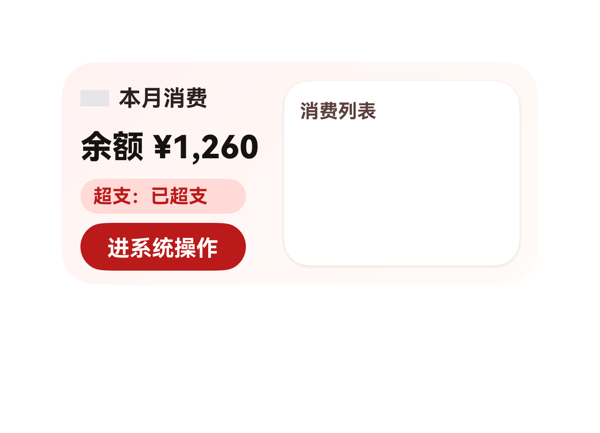 本月消费
余额 ¥1,260
超支：已超支
进系统操作
消费列表